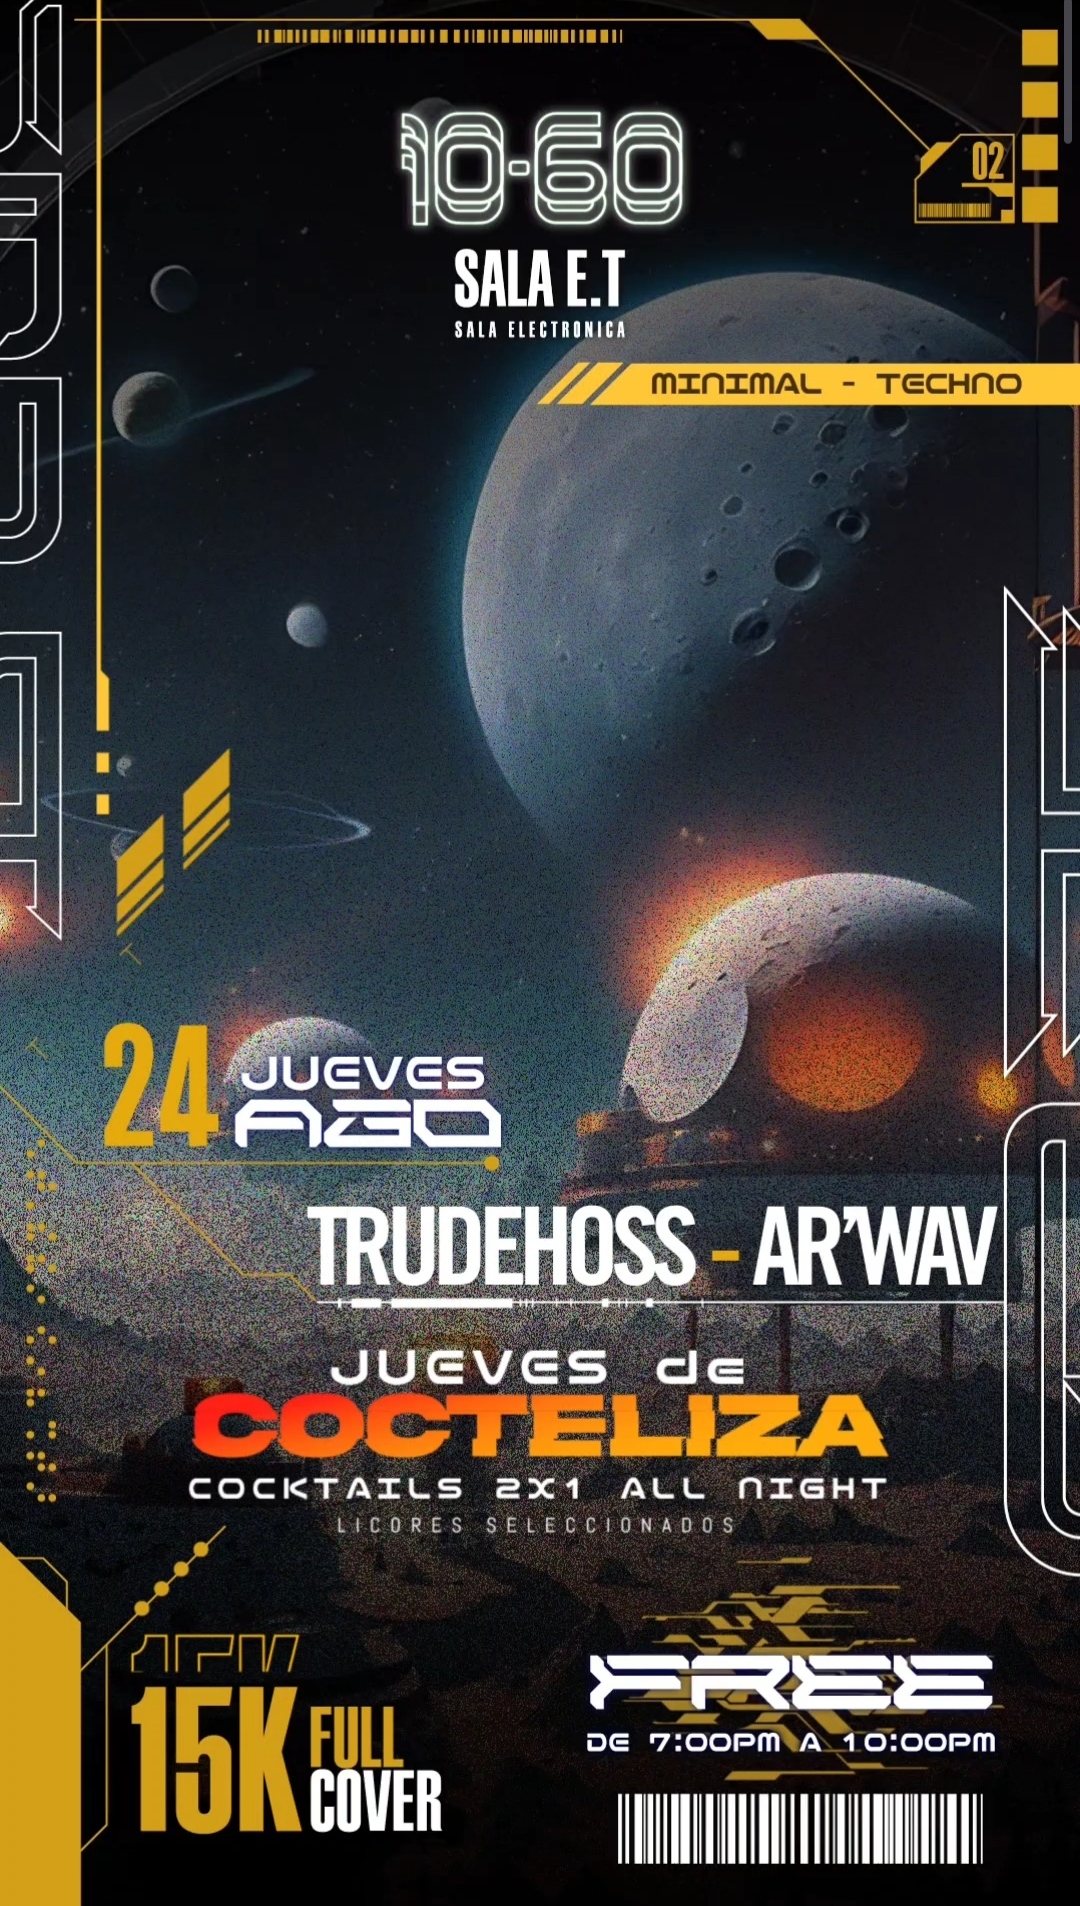 10-60
02
SALA E.T
SALA ELECTRONICA
MINIMAL - TECHNO
24
JUEVES
AGO
TRUDEHOSS - AR'WAV
JUEVES de
COCTELIZA
COCKTAILS 2X1 ALL NIGHT
LICORES SELECCIONADOS
15K
15K FULL
COVER
FREE
DE 7:00PM A 10:00PM